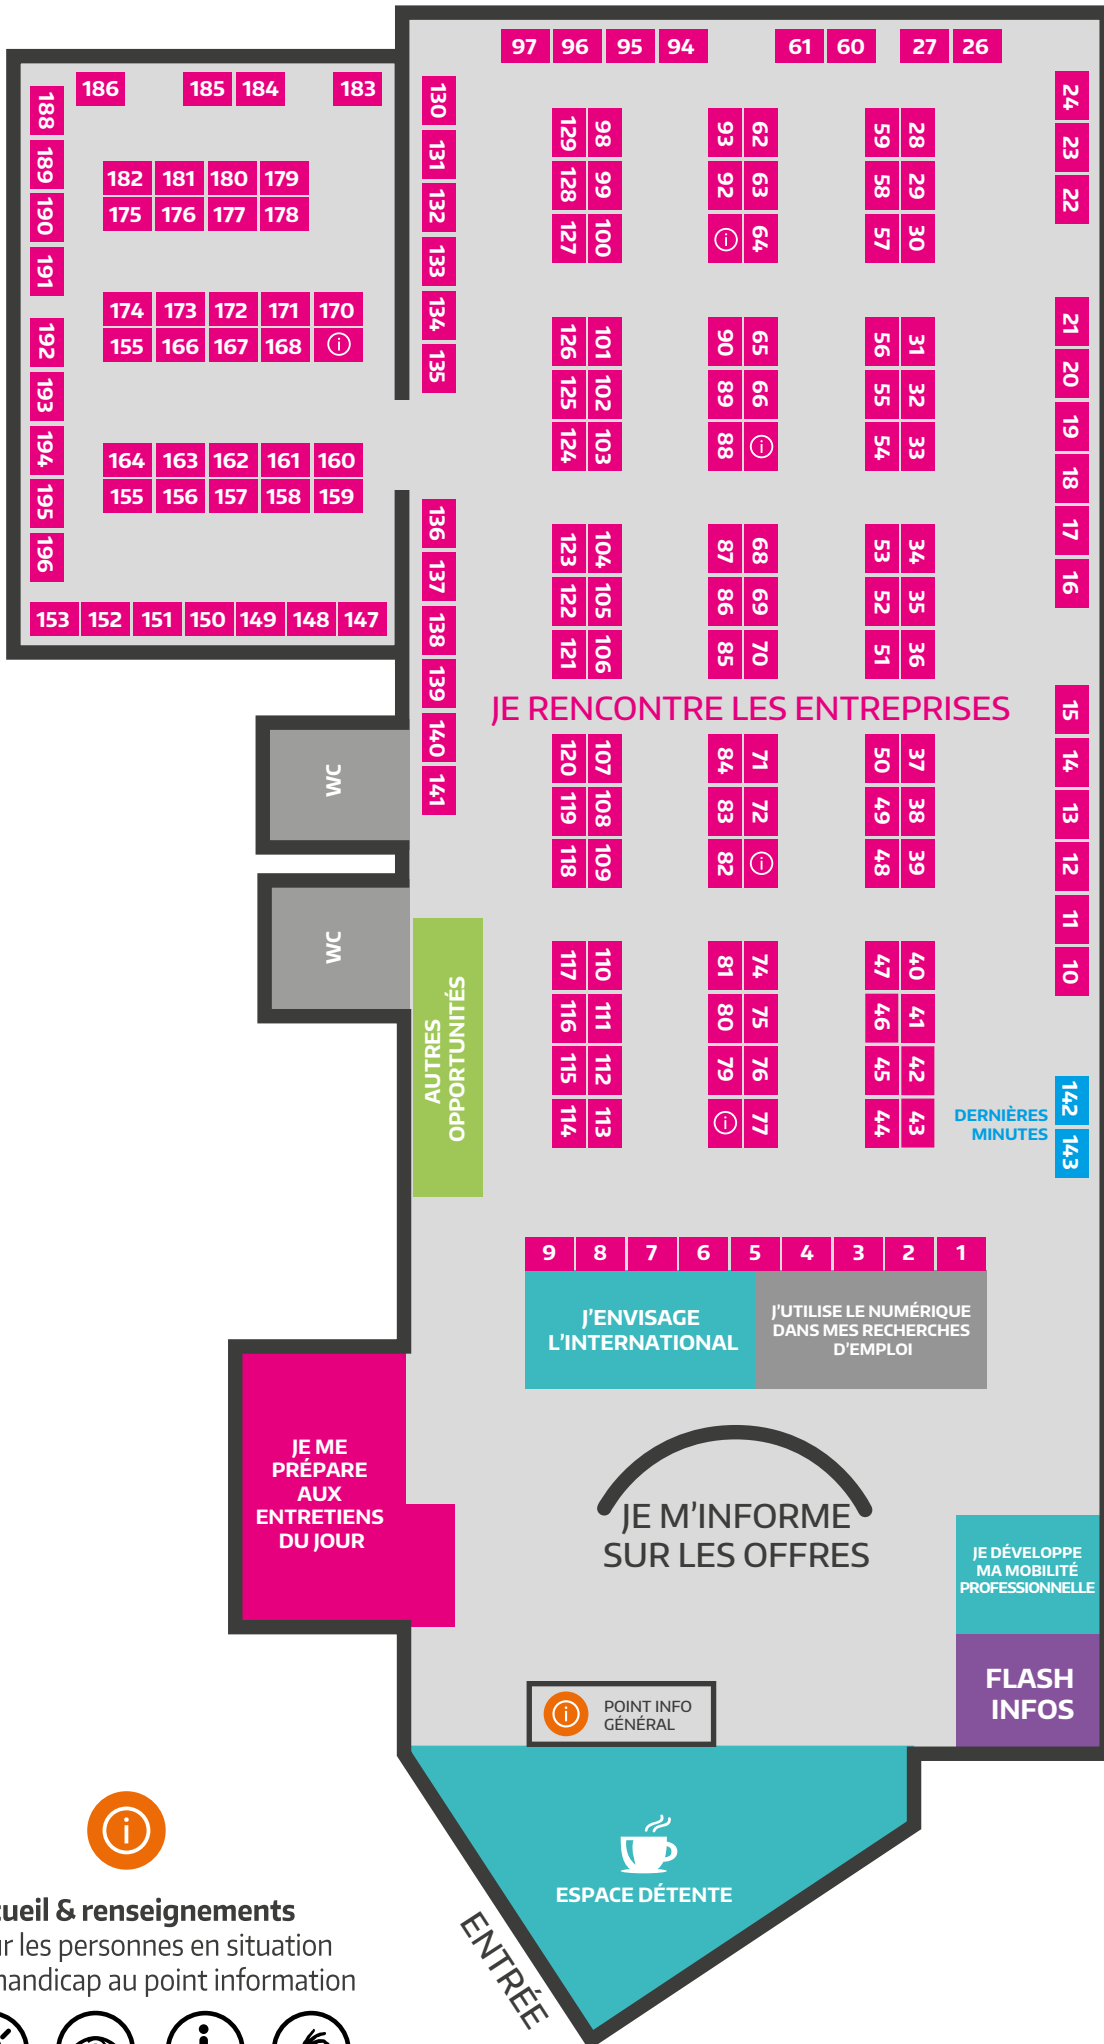 97 96 95 94 61 60 27 26
186 185 184 183
188
189
190
191
192
193
194
195
196
182 181 180 179
175 176 177 178
174 173 172 171 170
155 166 167 168 i
164 163 162 161 160
155 156 157 158 159
153 152 151 150 149 148 147
130
131
132
133
134
135
136
137
138
139
140
141
129 98 93 62 59 28
128 99 92 63 58 29
127 100 i 64 57 30
126 101 90 65 56 31
125 102 89 66 55 32
124 103 88 i 54 33
123 104 87 68 53 34
122 105 86 69 52 35
121 106 85 70 51 36
JE RENCONTRE LES ENTREPRISES
120 107 84 71 50 37
119 108 83 72 49 38
118 109 82 i 48 39
117 110 81 74 47 40
116 111 80 75 46 41
115 112 79 76 45 42
114 113 i 77 44 43
24
23
22
21
20
19
18
17
16
15
14
13
12
11
10
DERNIÈRES
MINUTES
142
143
WC
WC
AUTRES
OPPORTUNITÉS
9 8 7 6 5 4 3 2 1
J'ENVISAGE
L'INTERNATIONAL
J'UTILISE LE NUMÉRIQUE
DANS MES RECHERCHES
D'EMPLOI
JE ME
PRÉPARE
AUX
ENTRETIENS
DU JOUR
JE M'INFORME
SUR LES OFFRES
JE DÉVELOPPE
MA MOBILITÉ
PROFESSIONNELLE
FLASH
INFOS
i POINT INFO
GÉNÉRAL
ESPACE DÉTENTE
ENTRÉE
i
ueil & renseignements
r les personnes en situation
handicap au point information